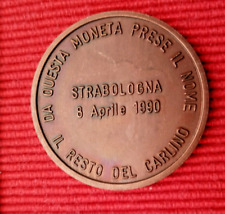 DA QUESTA MONETA PRESE IL NOME
STRABOLOGNA
8 Aprile 1990
IL RESTO DEL CARLINO